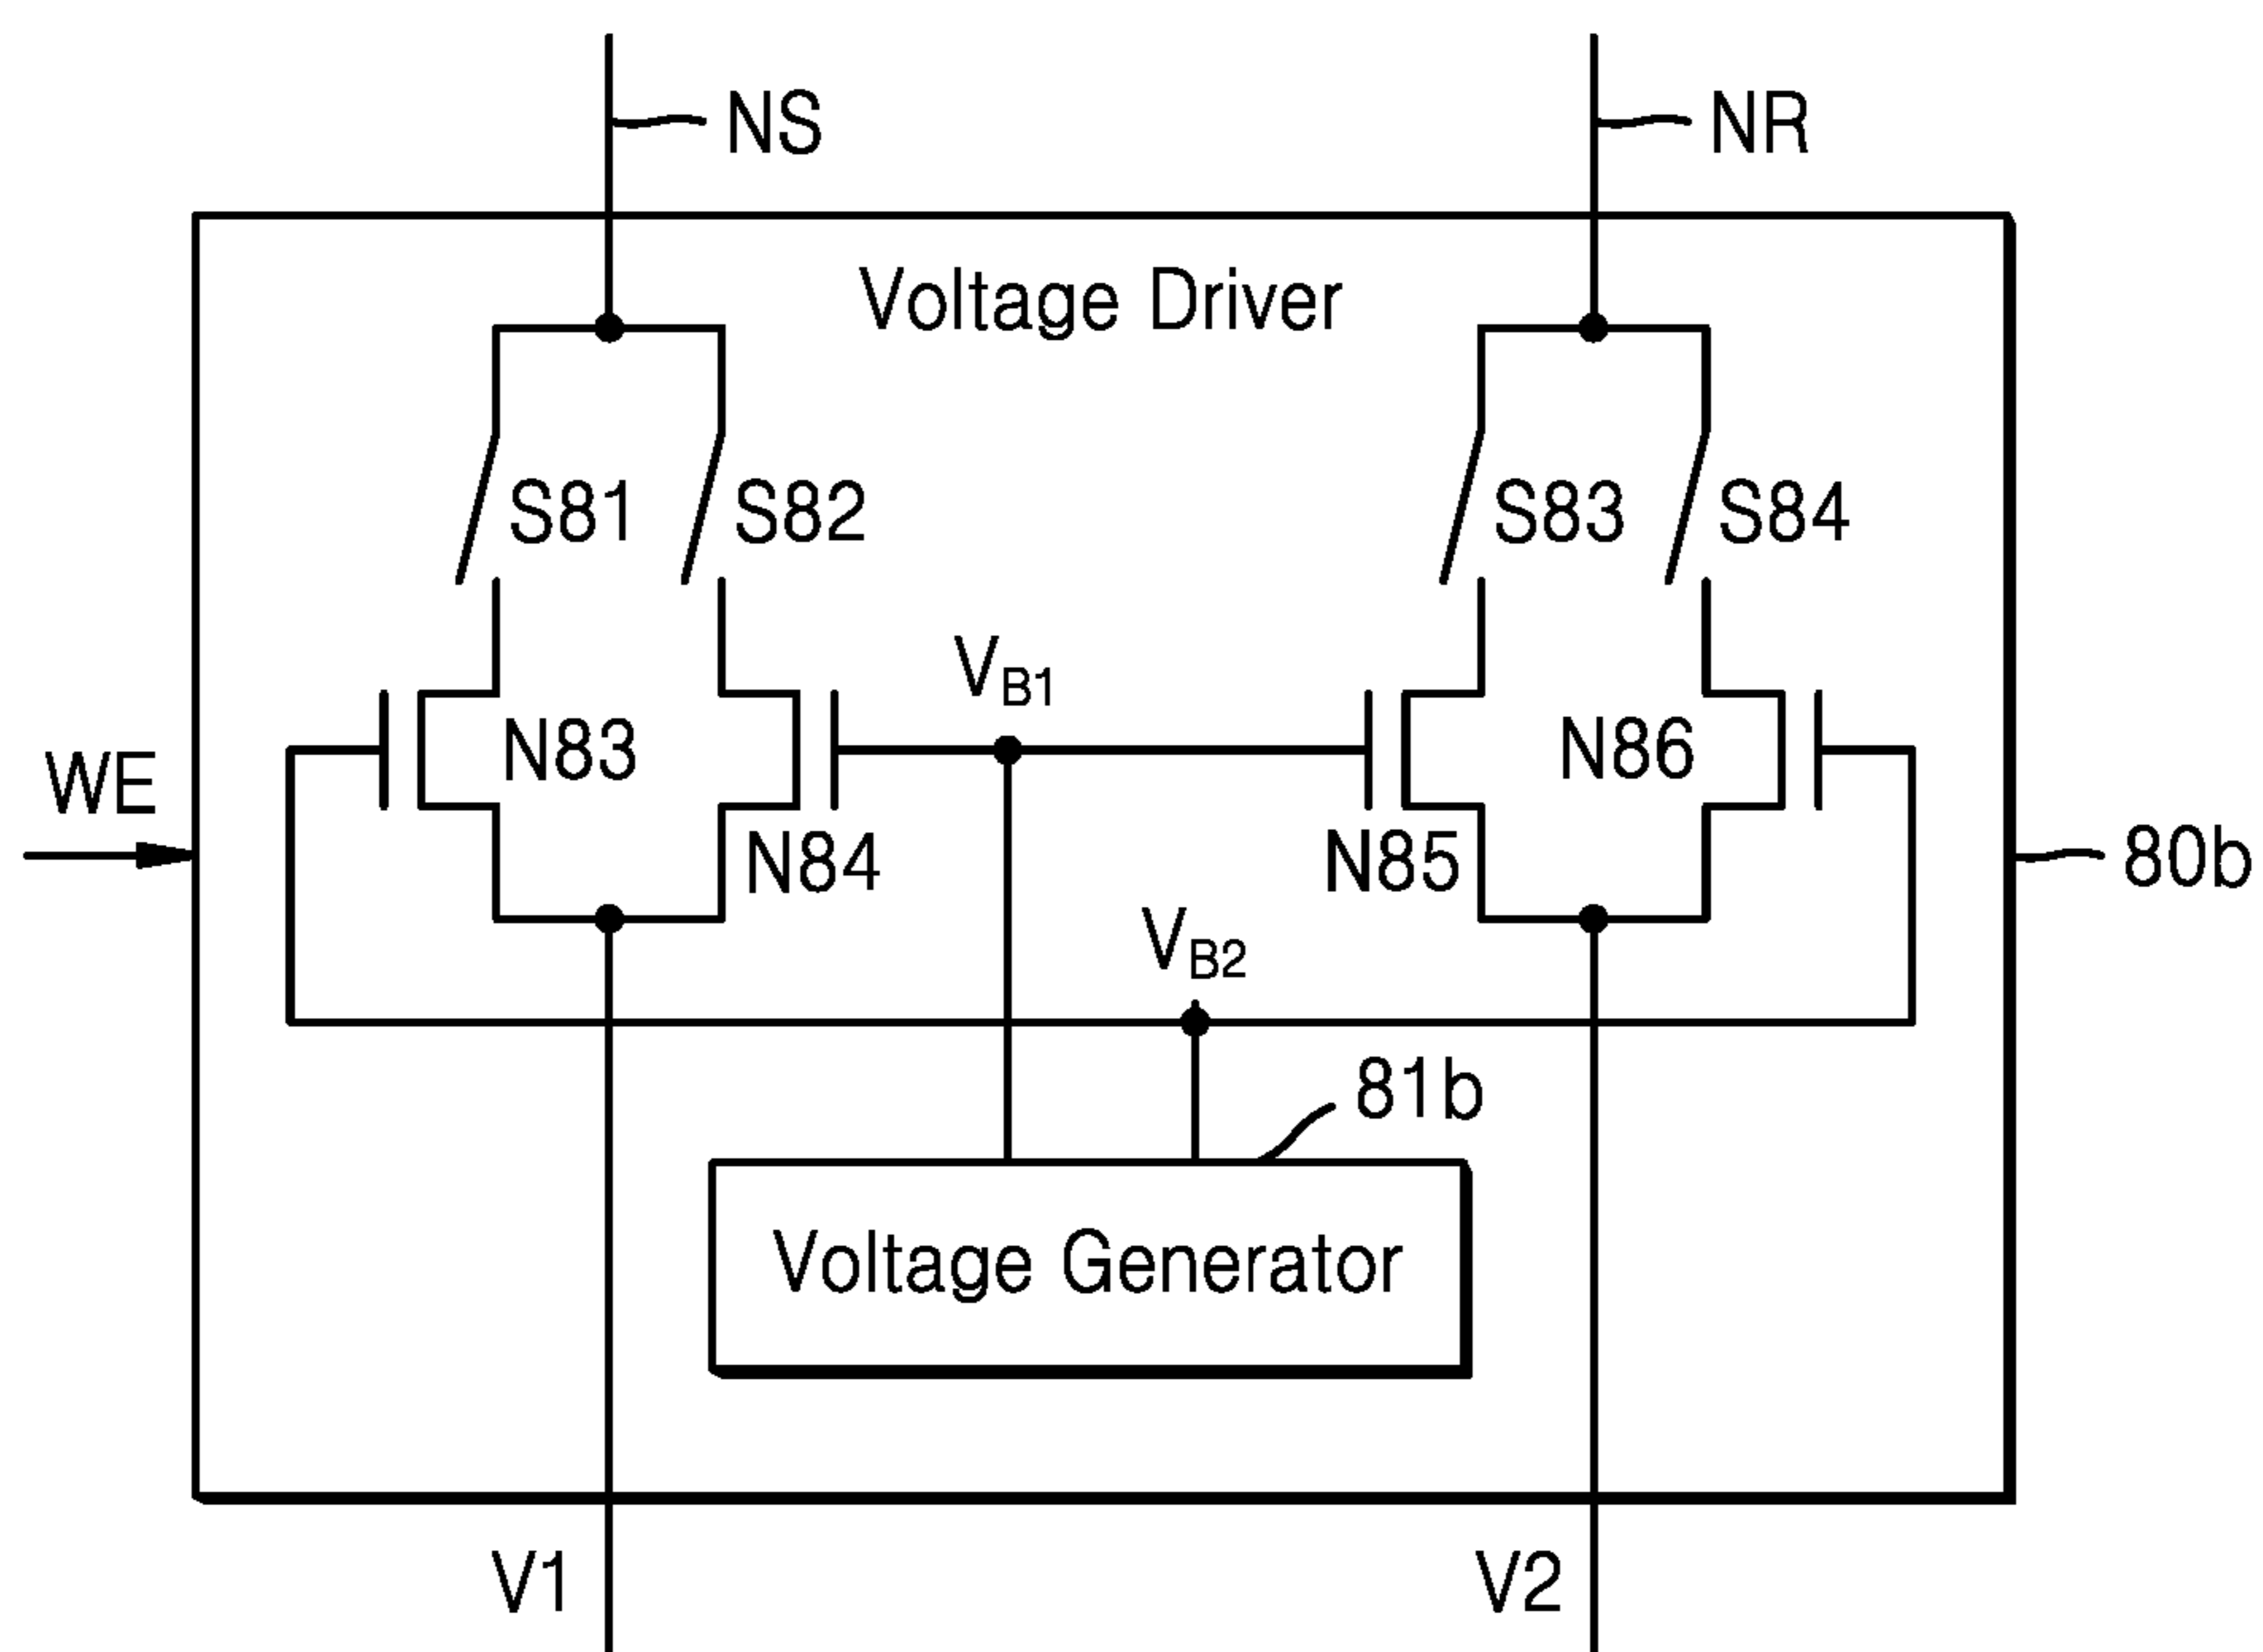 NS
NR
Voltage Driver
S81
S82
S83
S84
VB1
N83
N86
WE
N84
N85
80b
VB2
81b
Voltage Generator
V1
V2